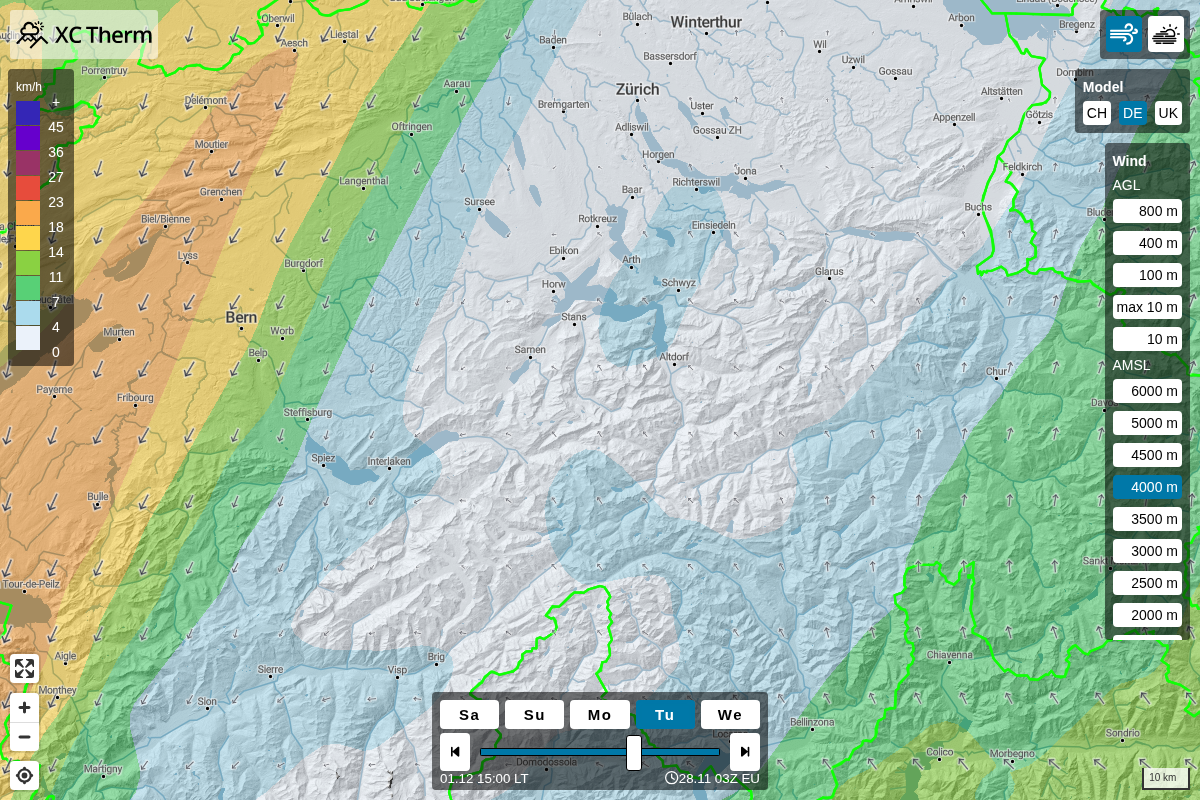 XC Therm
km/h
+
45
36
27
23
18
14
11
7
4
0
Oberwil
Liestal
Aesch
Porrentruy
Delémont
Moutier
Grenchen
Biel/Bienne
Lyss
Burgdorf
Bern
Worb
Belp
Murten
Payerne
Fribourg
Steffisburg
Spiez
Interlaken
Bulle
Tour-de-Peilz
Aigle
Monthey
Martigny
Sion
Sierre
Visp
Brig
Domodossola
Aarau
Oftringen
Langenthal
Baden
Bülach
Winterthur
Bassersdorf
Zürich
Bremgarten
Uster
Adliswil
Gossau ZH
Horgen
Jona
Richterswil
Baar
Sursee
Rotkreuz
Einsiedeln
Ebikon
Arth
Horw
Schwyz
Stans
Sarnen
Altdorf
Glarus
Wil
Uzwil
Gossau
Arbon
Bregenz
Dornbirn
Altstätten
Götzis
Appenzell
Feldkirch
Buchs
Chur
Chiavenna
Bellinzona
Colico
Morbegno
Sondrio
Model
CH
DE
UK
Wind
AGL
800 m
400 m
100 m
max 10 m
10 m
AMSL
6000 m
5000 m
4500 m
4000 m
3500 m
3000 m
2500 m
2000 m
+
−
Sa
Su
Mo
Tu
We
01.12 15:00 LT
28.11 03Z EU
10 km